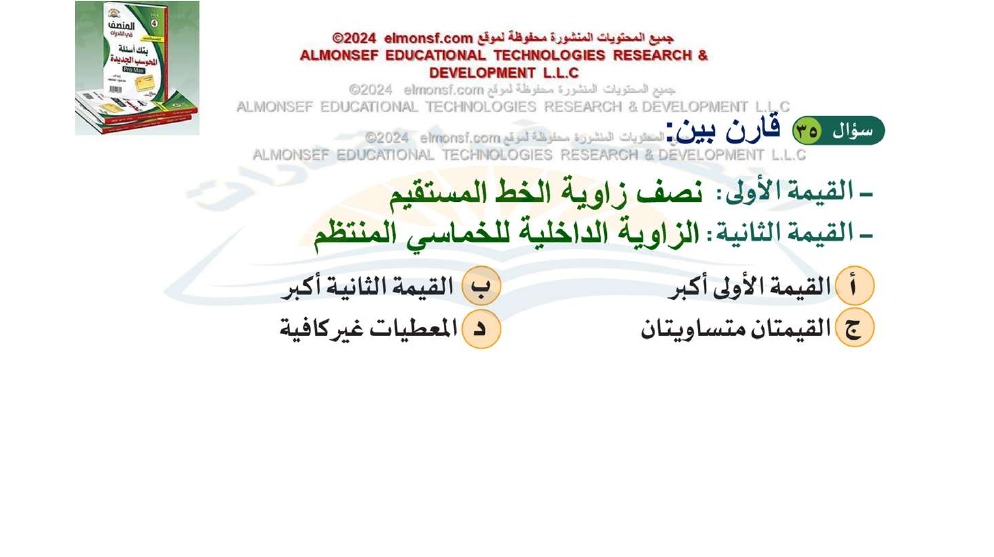 المنصف
في القدرات
4
بنك أسئلة
المحوسب الجديدة
جميع المحتويات المنشورة محفوظة لموقع elmonsf.com ©2024
ALMONSEF EDUCATIONAL TECHNOLOGIES RESEARCH &
DEVELOPMENT L.L.C
جميع المحتويات المنشورة محفوظة لموقع elmonsf.com ©2024
ALMONSEF EDUCATIONAL TECHNOLOGIES RESEARCH & DEVELOPMENT L.L.C
سؤال ٣٥ قارن بين:
المحتويات المنشورة محفوظة لموقع elmonsf.com ©2024
ALMONSEF EDUCATIONAL TECHNOLOGIES RESEARCH & DEVELOPMENT L.L.C
– القيمة الأولى: نصف زاوية الخط المستقيم
– القيمة الثانية: الزاوية الداخلية للخماسي المنتظم
أ القيمة الأولى أكبر
ب القيمة الثانية أكبر
ج القيمتان متساويتان
د المعطيات غير كافية